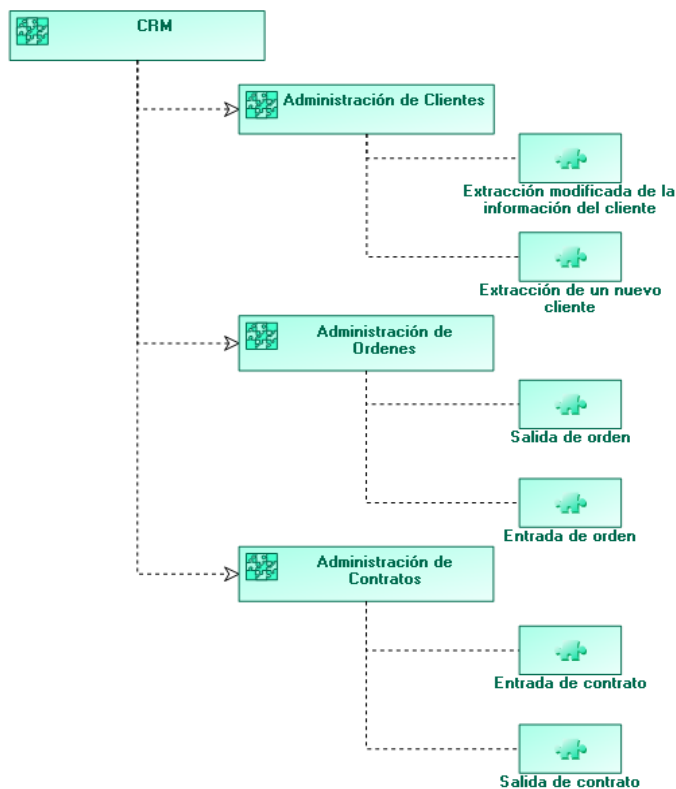 CRM
Administración de Clientes
Extracción modificada de la
información del cliente
Extracción de un nuevo
cliente
Administración de
Ordenes
Salida de orden
Entrada de orden
Administración de
Contratos
Entrada de contrato
Salida de contrato